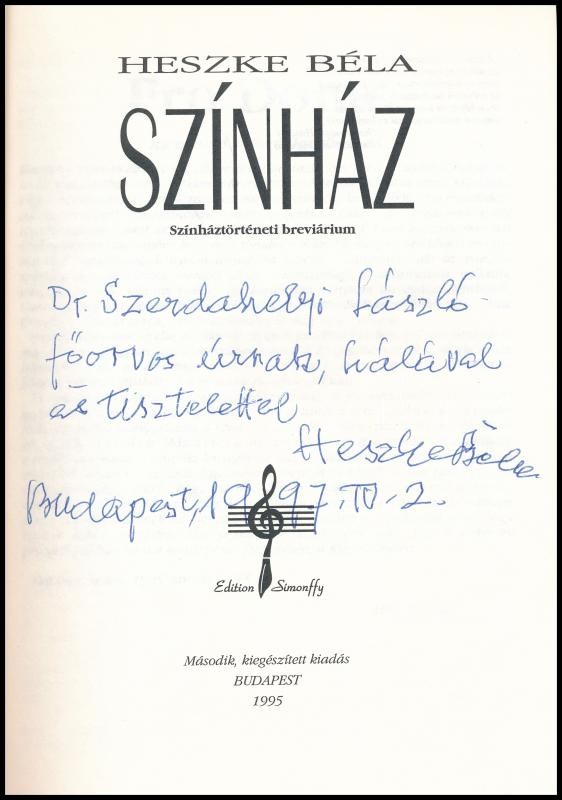 HESZKE BÉLA
SZÍNHÁZ
Színháztörténeti breviárium
Dr. Szerdahelyi László
főorvos úrnak, hálával
és tisztelettel
Heszke Béla
Budapest, 1997. IV. 2.
Edition Simonffy
Második, kiegészített kiadás
BUDAPEST
1995